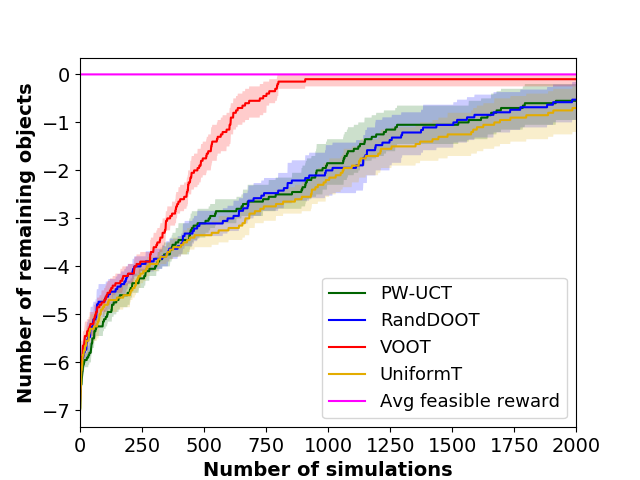 Number of remaining objects
0
−1
−2
−3
−4
−5
−6
−7
PW-UCT
RandDOOT
VOOT
UniformT
Avg feasible reward
0 250 500 750 1000 1250 1500 1750 2000
Number of simulations